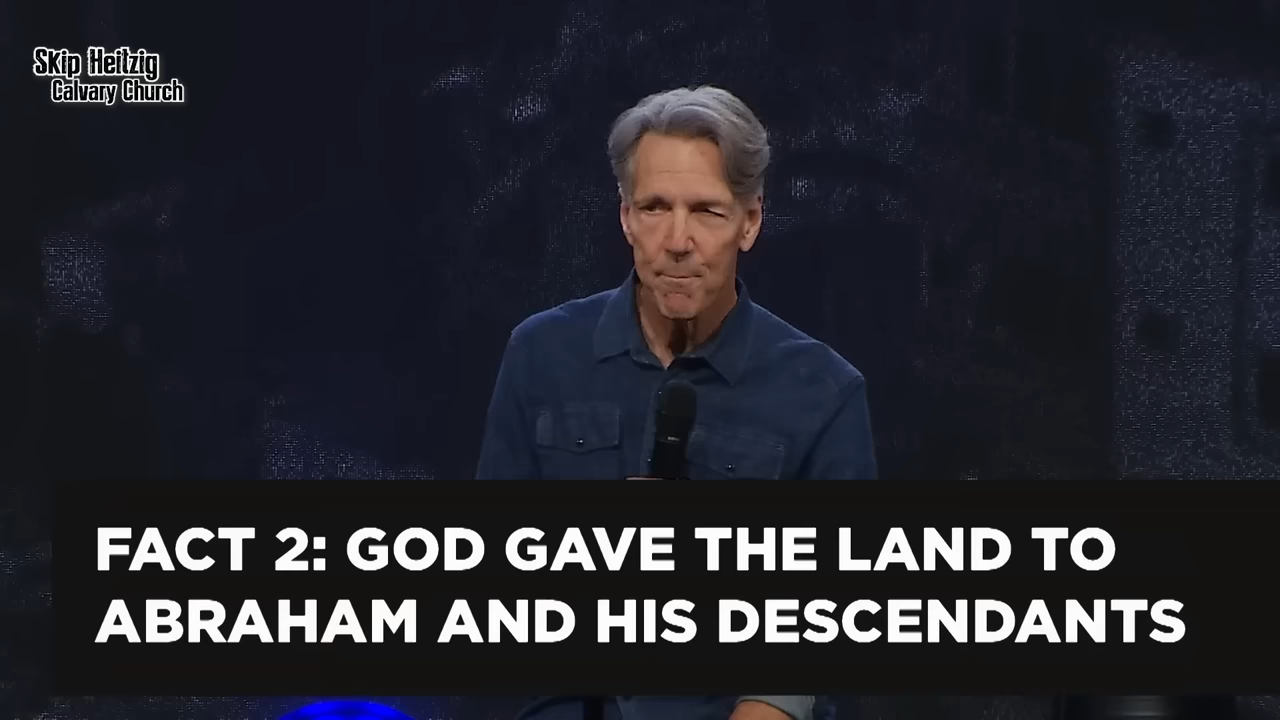 Skip Heitzig
Calvary Church
FACT 2: GOD GAVE THE LAND TO
ABRAHAM AND HIS DESCENDANTS